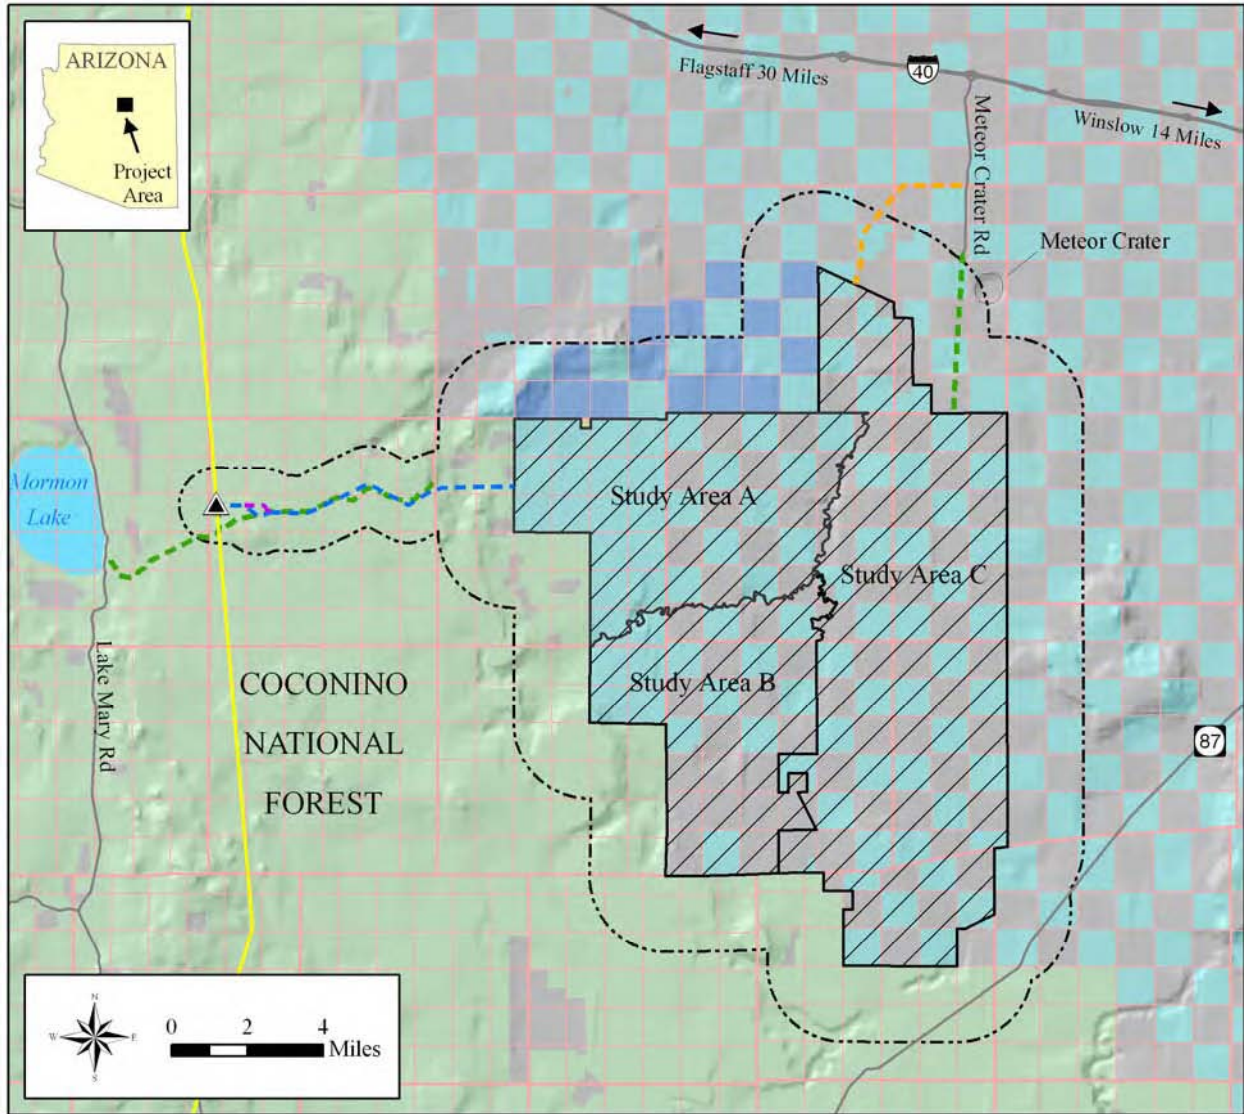 ARIZONA
Project
Area
Flagstaff 30 Miles
40
Winslow 14 Miles
Meteor Crater Rd
Meteor Crater
Mormon
Lake
Study Area A
Study Area C
Study Area B
Lake Mary Rd
COCONINO
NATIONAL
FOREST
87
N
W
E
S
0 2 4
Miles